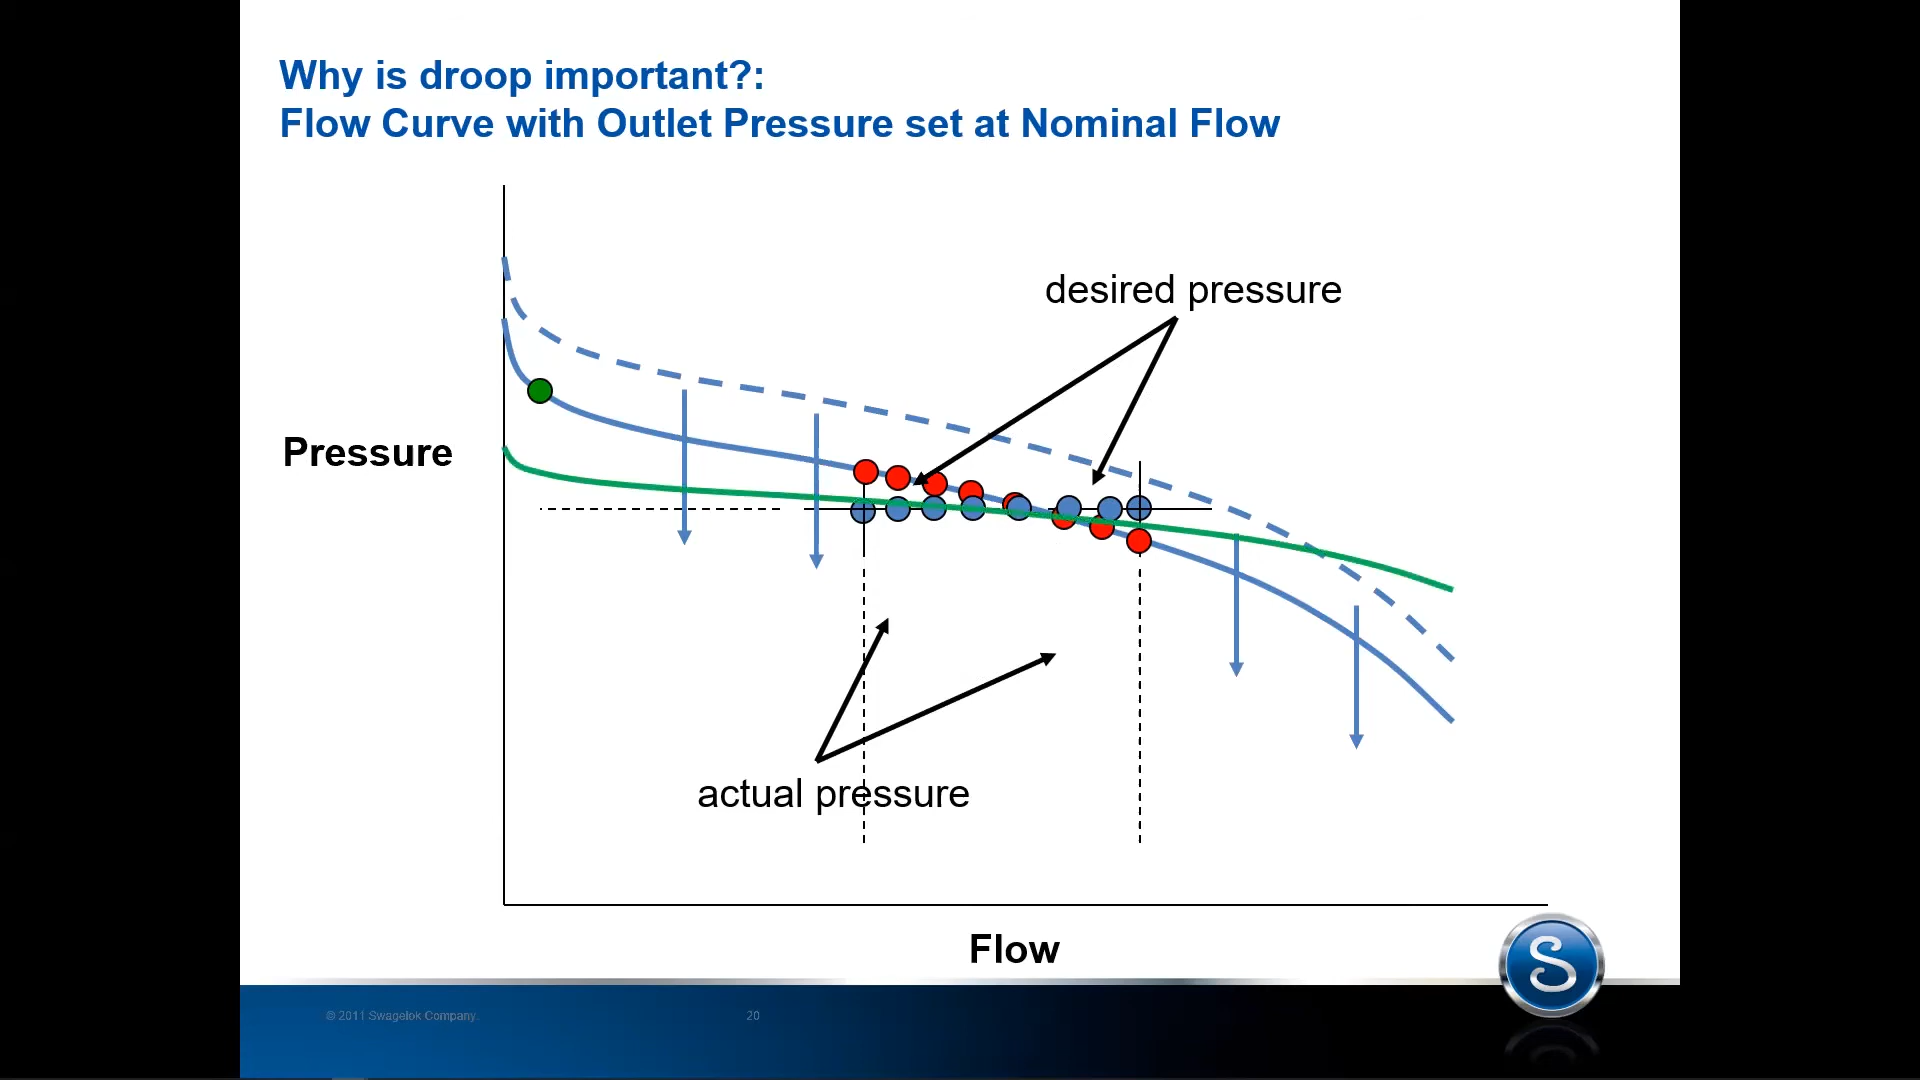 Why is droop important?:
Flow Curve with Outlet Pressure set at Nominal Flow
desired pressure
Pressure
actual pressure
Flow
© 2011 Swagelok Company.
20
S